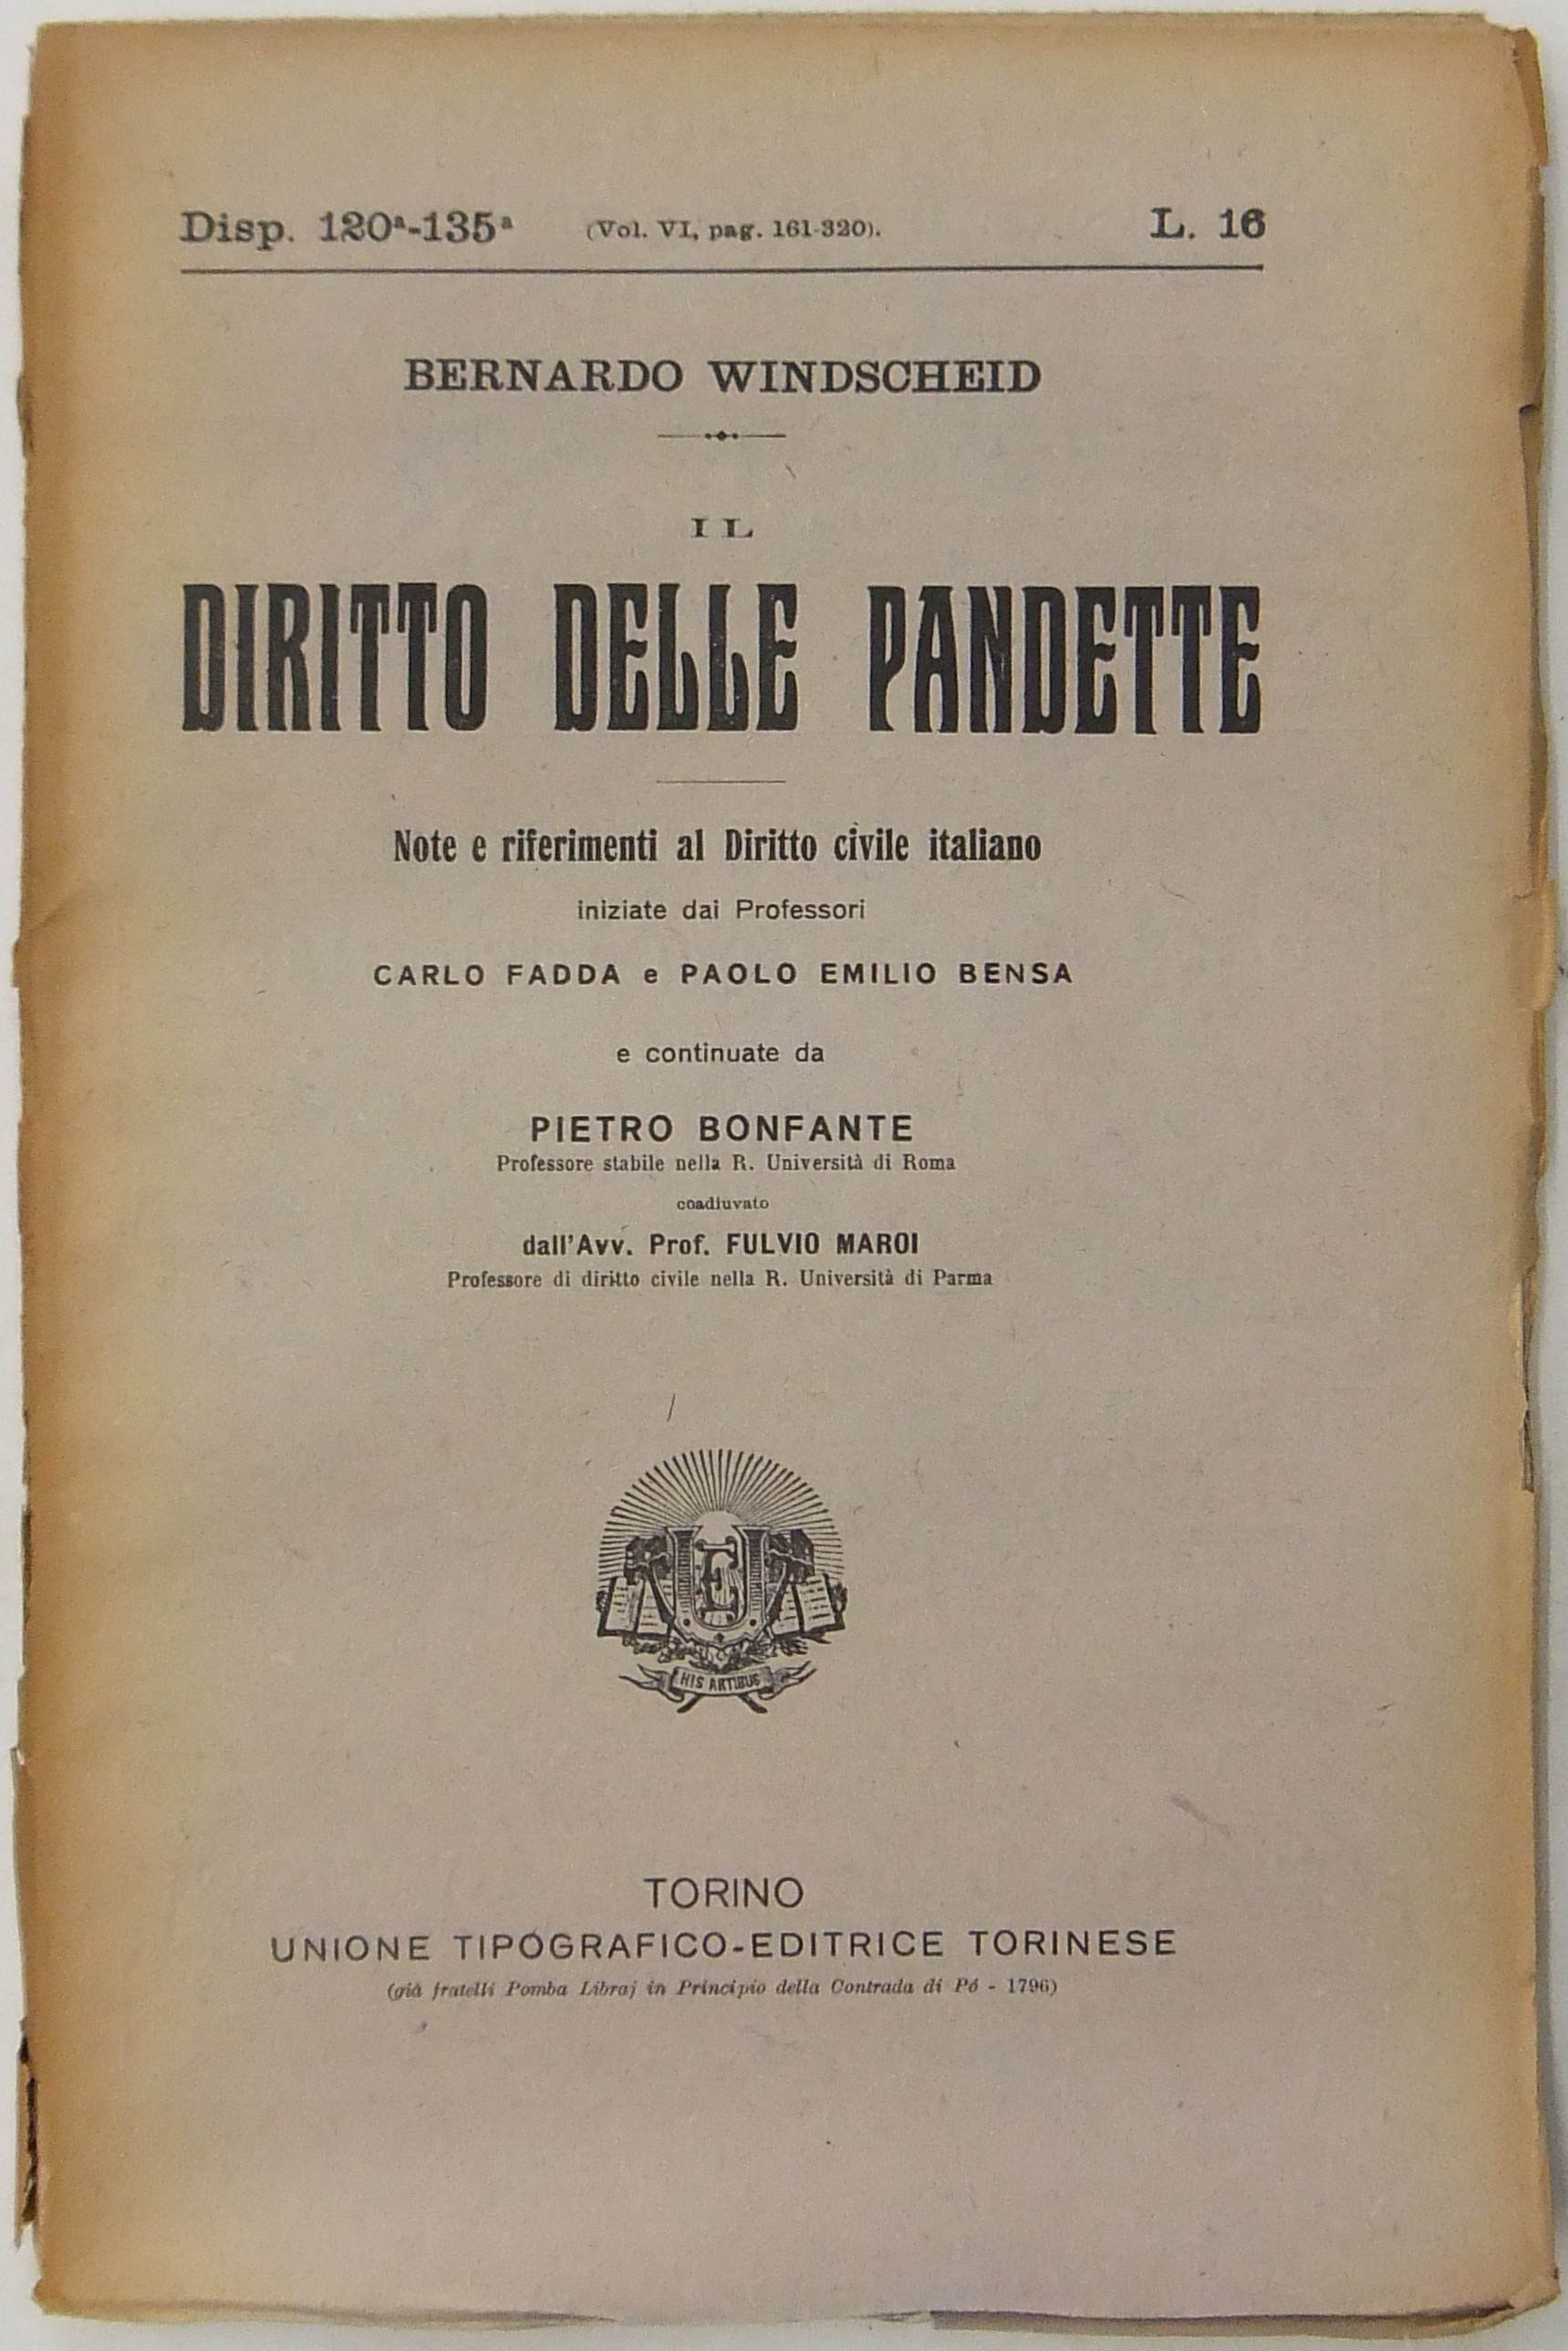 Disp. 120ª-135ª (Vol. VI, pag. 161-320). L. 16
BERNARDO WINDSCHEID
IL
DIRITTO DELLE PANDETTE
Note e riferimenti al Diritto civile italiano
iniziate dai Professori
CARLO FADDA e PAOLO EMILIO BENSA
e continuate da
PIETRO BONFANTE
Professore stabile nella R. Università di Roma
coadiuvato
dall'Avv. Prof. FULVIO MAROI
Professore di diritto civile nella R. Università di Parma
UET
HIS ARTIBUS
TORINO
UNIONE TIPOGRAFICO-EDITRICE TORINESE
(già fratelli Pomba Libraj in Principio della Contrada di Pó - 1796)